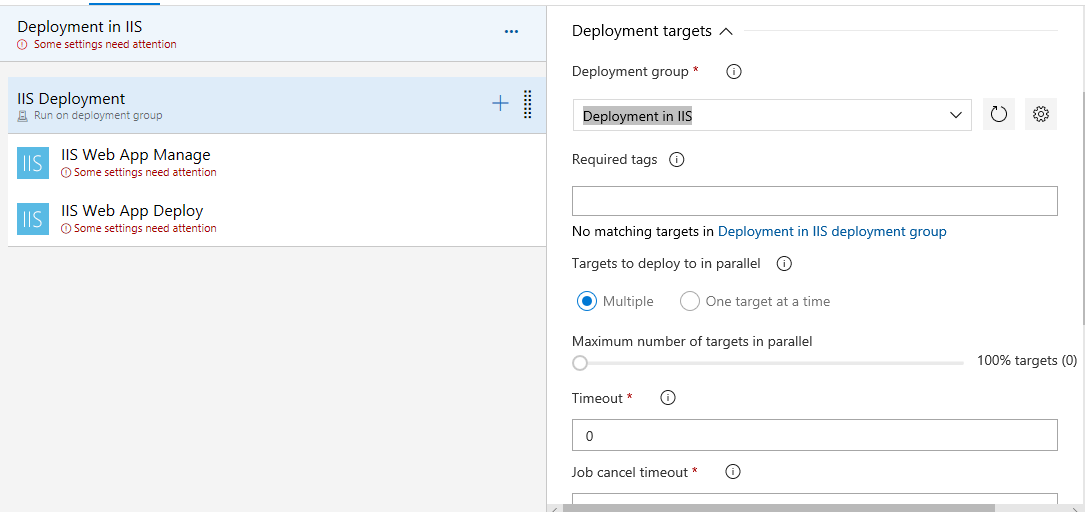 Deployment in IIS
Some settings need attention
IIS Deployment
Run on deployment group
IIS
IIS Web App Manage
Some settings need attention
IIS
IIS Web App Deploy
Some settings need attention
Deployment targets
Deployment group *
Deployment in IIS
Required tags
No matching targets in Deployment in IIS deployment group
Targets to deploy to in parallel
Multiple One target at a time
Maximum number of targets in parallel
100% targets (0)
Timeout *
0
Job cancel timeout *